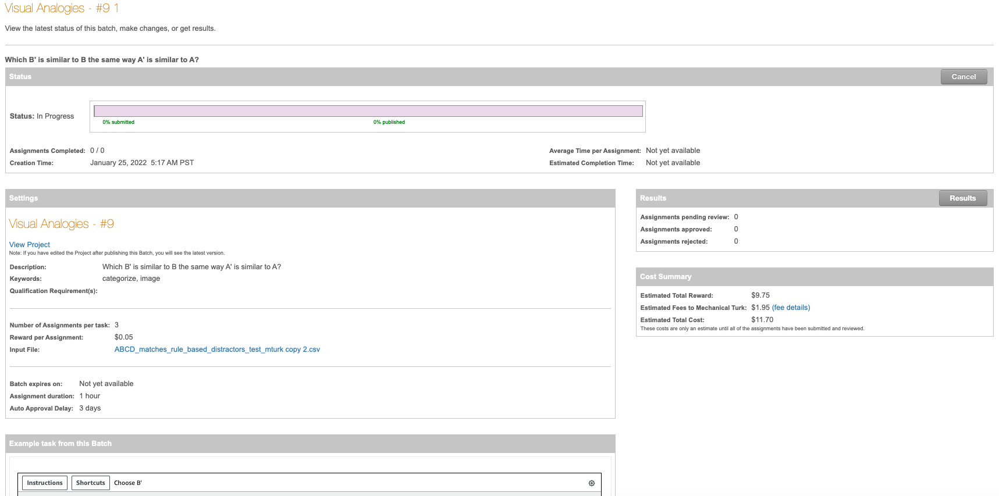 Visual Analogies - #9 1
View the latest status of this batch, make changes, or get results.
Which B' is similar to B the same way A' is similar to A?
Status
Cancel
Status: In Progress
0% submitted
0% published
Assignments Completed: 0 / 0
Average Time per Assignment: Not yet available
Creation Time: January 25, 2022 5:17 AM PST
Estimated Completion Time: Not yet available
Settings
Visual Analogies - #9
View Project
Note: If you have edited the Project after publishing this Batch, you will see the latest version.
Description: Which B' is similar to B the same way A' is similar to A?
Keywords: categorize, image
Qualification Requirement(s):
Number of Assignments per task: 3
Reward per Assignment: $0.05
Input File: ABCD_matches_rule_based_distractors_test_mturk copy 2.csv
Batch expires on: Not yet available
Assignment duration: 1 hour
Auto Approval Delay: 3 days
Results
Results
Assignments pending review: 0
Assignments approved: 0
Assignments rejected: 0
Cost Summary
Estimated Total Reward: $9.75
Estimated Fees to Mechanical Turk: $1.95 (fee details)
Estimated Total Cost: $11.70
These costs are only an estimate until all of the assignments have been submitted and reviewed.
Example task from this Batch
Instructions Shortcuts Choose B'